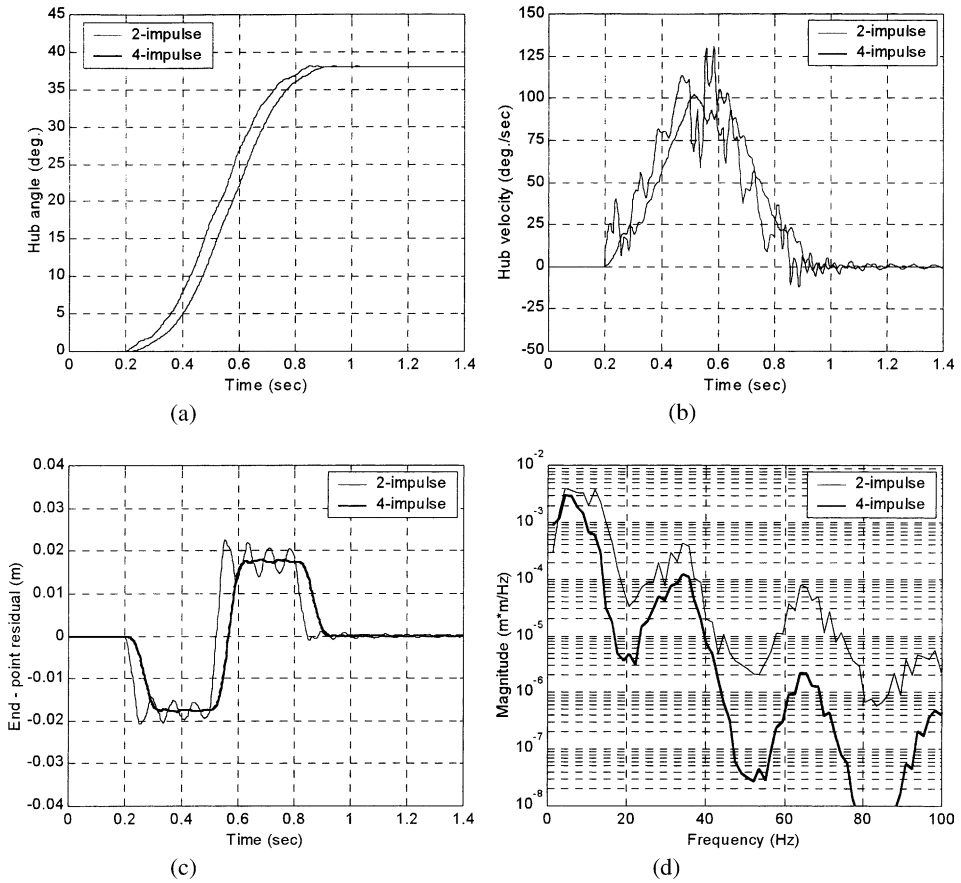 45
40
35
30
25
20
15
10
5
0
Hub angle (deg.)
2-impulse
4-impulse
0 0.2 0.4 0.6 0.8 1 1.2 1.4
Time (sec)
(a)
150
125
100
75
50
25
0
-25
-50
Hub velocity (deg./sec)
2-impulse
4-impulse
0 0.2 0.4 0.6 0.8 1 1.2 1.4
Time (sec)
(b)
0.04
0.03
0.02
0.01
0
-0.01
-0.02
-0.03
-0.04
End - point residual (m)
2-impulse
4-impulse
0 0.2 0.4 0.6 0.8 1 1.2 1.4
Time (sec)
(c)
10-2
10-3
10-4
10-5
10-6
10-7
10-8
Magnitude (m*m/Hz)
2-impulse
4-impulse
0 20 40 60 80 100
Frequency (Hz)
(d)